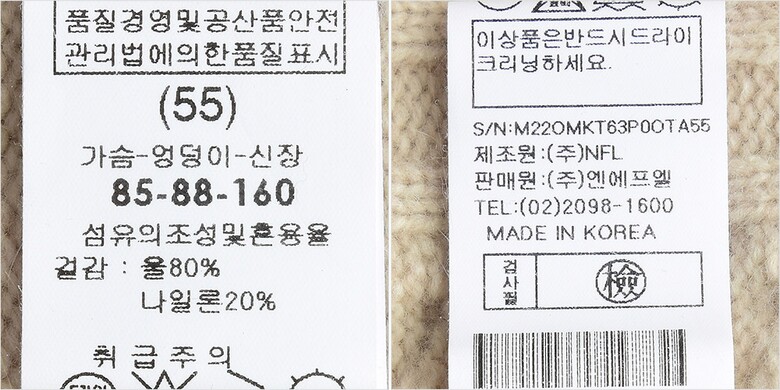 품질경영및공산품안전
관리법에의한품질표시
(55)
가슴-엉덩이-신장
85-88-160
섬유의조성및혼용율
겉감 : 울80%
나일론20%
취급주의
이상품은반드시드라이
크리닝하세요.
S/N:M22OMKT63P0OTA55
제조원:(주)NFL
판매원:(주)엔에프엘
TEL:(02)2098-1600
MADE IN KOREA
검사필 檢